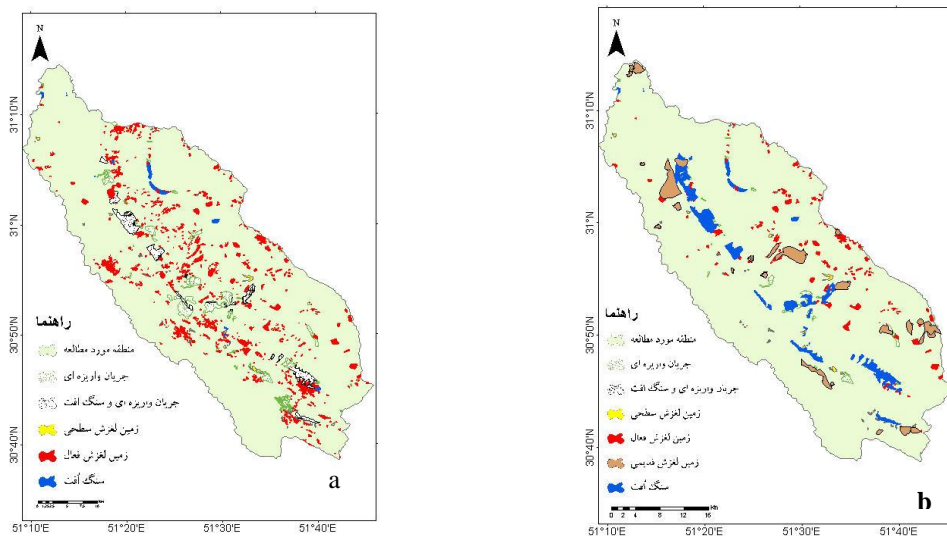 N
31°10'N
31°N
30°50'N
30°40'N
راهنما
منطقه مورد مطالعه
جریان واریزه ای
جریان واریزه ای و سنگ افت
زمین لغزش سطحی
زمین لغزش فعال
سنگ اُفت
a
51°10'E
51°20'E
51°30'E
51°40'E
N
31°10'N
31°N
30°50'N
30°40'N
راهنما
منطقه مورد مطالعه
جریان واریزه ای
جریان واریزه ای و سنگ افت
زمین لغزش سطحی
زمین لغزش فعال
زمین لغزش قدیمی
سنگ اُفت
0 2 4 8 12 16 Km
b
51°10'E
51°20'E
51°30'E
51°40'E